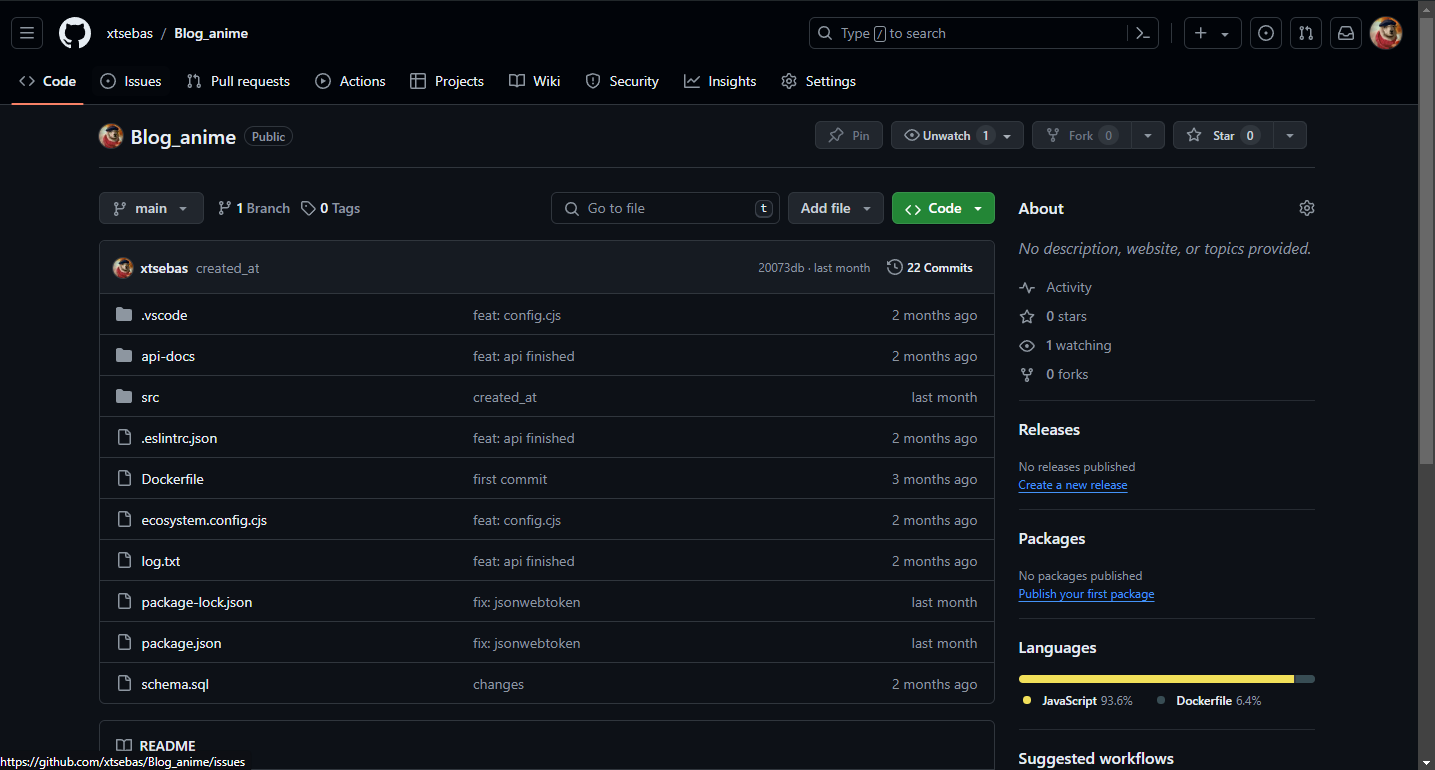 xtsebas / Blog_anime Type / to search
Code Issues Pull requests Actions Projects Wiki Security Insights Settings
Blog_anime Public Pin Unwatch 1 Fork 0 Star 0
main 1 Branch 0 Tags Go to file t Add file Code
xtsebas created_at 20073db · last month 22 Commits
.vscode feat: config.cjs 2 months ago
api-docs feat: api finished 2 months ago
src created_at last month
.eslintrc.json feat: api finished 2 months ago
Dockerfile first commit 3 months ago
ecosystem.config.cjs feat: config.cjs 2 months ago
log.txt feat: api finished 2 months ago
package-lock.json fix: jsonwebtoken last month
package.json fix: jsonwebtoken last month
schema.sql changes 2 months ago
README
About
No description, website, or topics provided.
Activity
0 stars
1 watching
0 forks
Releases
No releases published
Create a new release
Packages
No packages published
Publish your first package
Languages
JavaScript 93.6% Dockerfile 6.4%
Suggested workflows
https://github.com/xtsebas/Blog_anime/issues